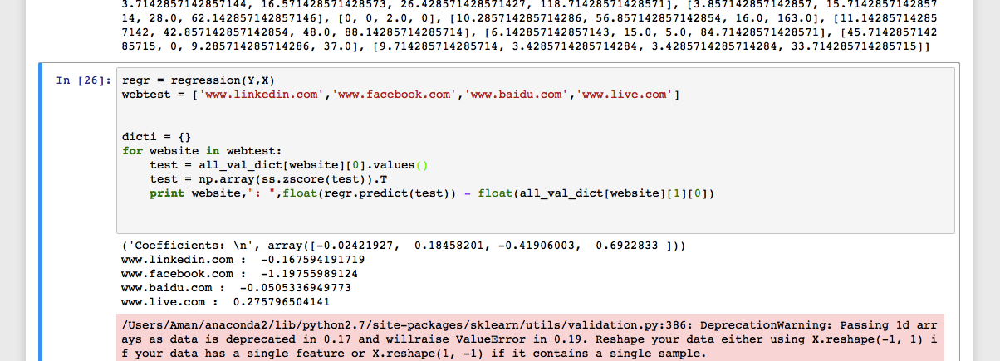 3.7142857142857144, 16.571428571428573, 26.428571428571427, 118.71428571428571], [3.857142857142857, 15.7142857142857
14, 28.0, 62.142857142857146], [0, 0, 2.0, 0], [10.285714285714286, 56.857142857142854, 16.0, 163.0], [11.14285714285
7142, 42.857142857142854, 48.0, 88.14285714285714], [6.142857142857143, 15.0, 5.0, 84.71428571428571], [45.7142857142
85715, 0, 9.285714285714286, 37.0], [9.714285714285714, 3.4285714285714284, 3.4285714285714284, 33.714285714285715]]
In [26]: regr = regression(Y,X)
webtest = ['www.linkedin.com','www.facebook.com','www.baidu.com','www.live.com']
dicti = {}
for website in webtest:
    test = all_val_dict[website][0].values()
    test = np.array(ss.zscore(test)).T
    print website,": ",float(regr.predict(test)) - float(all_val_dict[website][1][0])
('Coefficients: \n', array([-0.02421927,  0.18458201, -0.41906003,  0.6922833 ]))
www.linkedin.com :  -0.167594191719
www.facebook.com :  -1.19755989124
www.baidu.com :  -0.0505336949773
www.live.com :  0.275796504141
/Users/Aman/anaconda2/lib/python2.7/site-packages/sklearn/utils/validation.py:386: DeprecationWarning: Passing 1d arr
ays as data is deprecated in 0.17 and willraise ValueError in 0.19. Reshape your data either using X.reshape(-1, 1) i
f your data has a single feature or X.reshape(1, -1) if it contains a single sample.